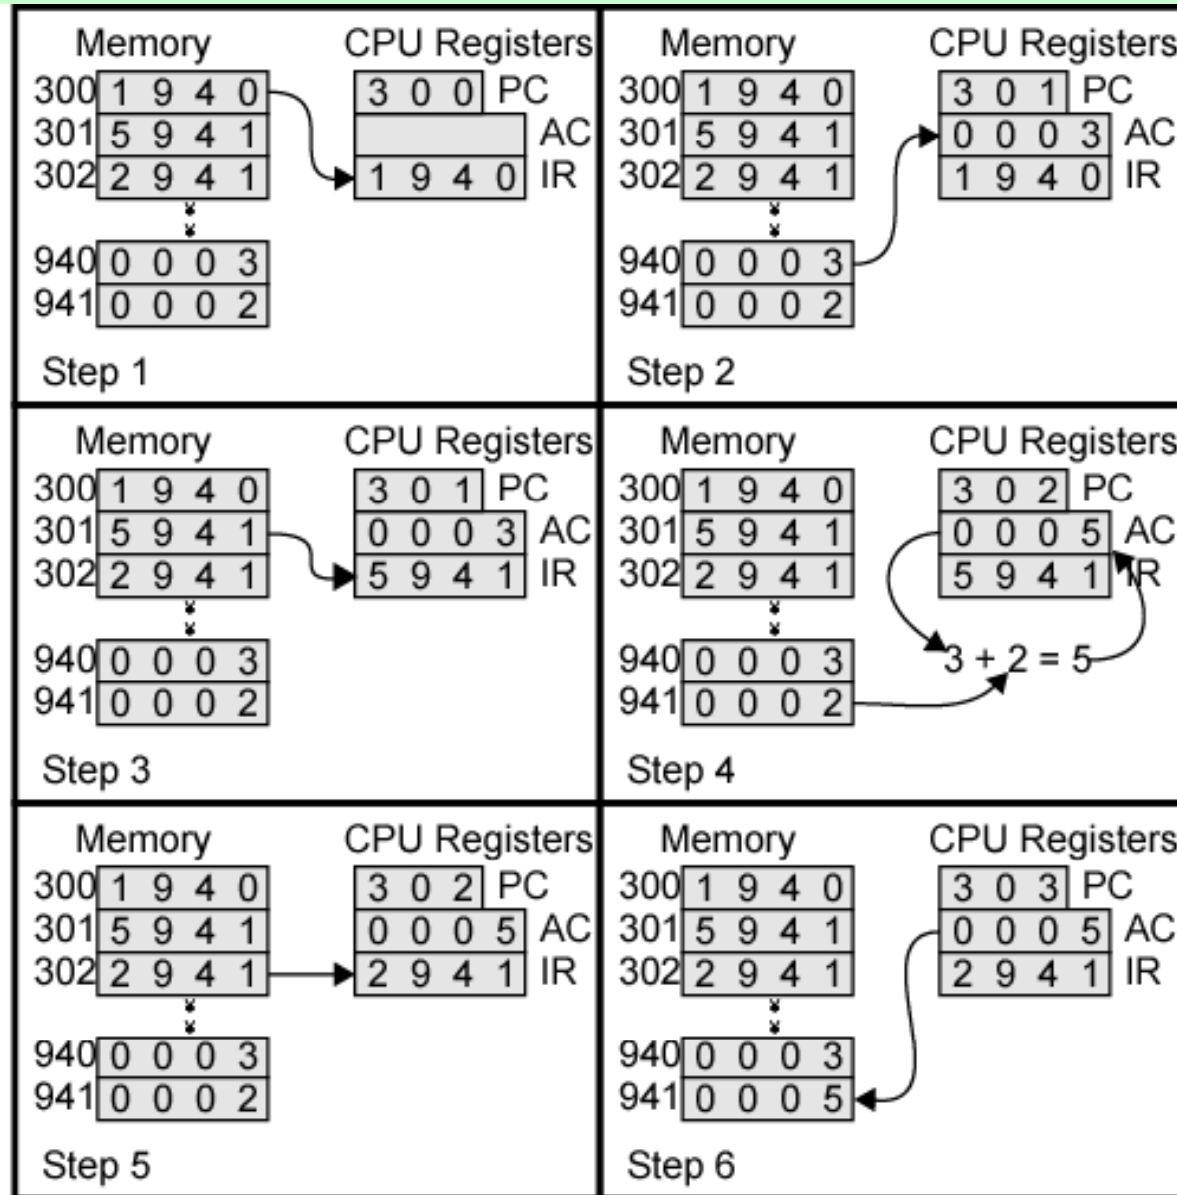 Memory CPU Registers
300 1 9 4 0 3 0 0 PC
301 5 9 4 1 AC
302 2 9 4 1 1 9 4 0 IR
940 0 0 0 3
941 0 0 0 2
Step 1
Memory CPU Registers
300 1 9 4 0 3 0 1 PC
301 5 9 4 1 0 0 0 3 AC
302 2 9 4 1 1 9 4 0 IR
940 0 0 0 3
941 0 0 0 2
Step 2
Memory CPU Registers
300 1 9 4 0 3 0 1 PC
301 5 9 4 1 0 0 0 3 AC
302 2 9 4 1 5 9 4 1 IR
940 0 0 0 3
941 0 0 0 2
Step 3
Memory CPU Registers
300 1 9 4 0 3 0 2 PC
301 5 9 4 1 0 0 0 5 AC
302 2 9 4 1 5 9 4 1 IR
940 0 0 0 3 3 + 2 = 5
941 0 0 0 2
Step 4
Memory CPU Registers
300 1 9 4 0 3 0 2 PC
301 5 9 4 1 0 0 0 5 AC
302 2 9 4 1 2 9 4 1 IR
940 0 0 0 3
941 0 0 0 2
Step 5
Memory CPU Registers
300 1 9 4 0 3 0 3 PC
301 5 9 4 1 0 0 0 5 AC
302 2 9 4 1 2 9 4 1 IR
940 0 0 0 3
941 0 0 0 5
Step 6